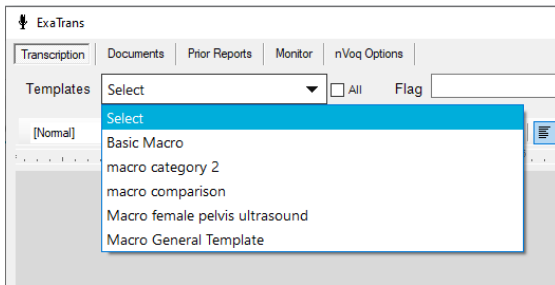 ExaTrans
Transcription Documents Prior Reports Monitor nVoq Options
Templates Select All Flag
Select
[Normal]
Basic Macro
macro category 2
macro comparison
Macro female pelvis ultrasound
Macro General Template